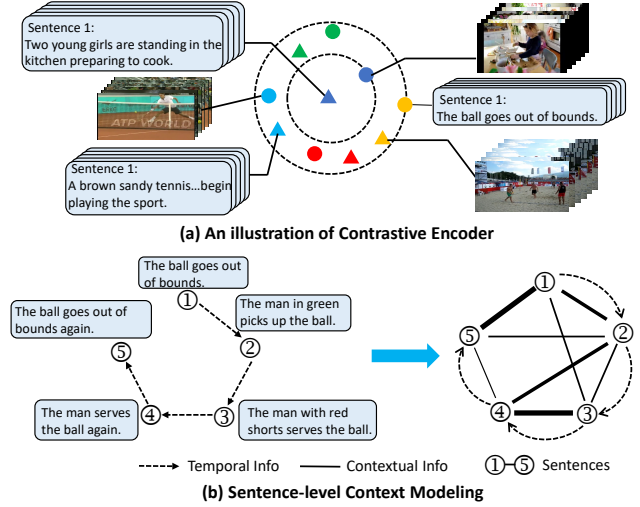 Sentence 1:
Two young girls are standing in the
kitchen preparing to cook.
Sentence 1:
The ball goes out of bounds.
ATP WORLD
Sentence 1:
A brown sandy tennis…begin
playing the sport.
(a) An illustration of Contrastive Encoder
The ball goes out
of bounds.
①
The ball goes out of
bounds again.
The man in green
picks up the ball.
②
⑤
The man serves
the ball again.
④
③
The man with red
shorts serves the ball.
①
②
⑤
④
③
Temporal Info
Contextual Info
①
⑤
Sentences
(b) Sentence-level Context Modeling